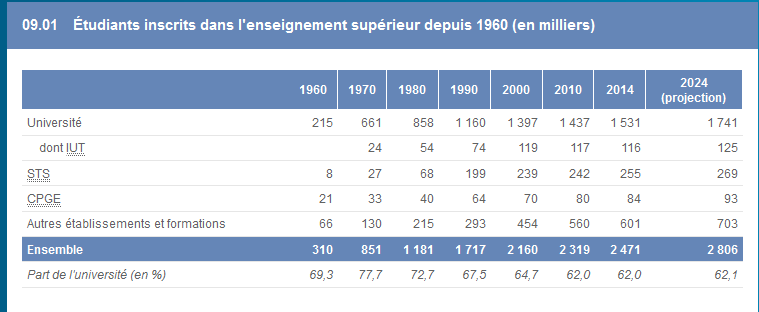 09.01 Étudiants inscrits dans l'enseignement supérieur depuis 1960 (en milliers)
1960 1970 1980 1990 2000 2010 2014 2024 (projection)
Université 215 661 858 1 160 1 397 1 437 1 531 1 741
dont IUT 24 54 74 119 117 116 125
STS 8 27 68 199 239 242 255 269
CPGE 21 33 40 64 70 80 84 93
Autres établissements et formations 66 130 215 293 454 560 601 703
Ensemble 310 851 1 181 1 717 2 160 2 319 2 471 2 806
Part de l'université (en %) 69,3 77,7 72,7 67,5 64,7 62,0 62,0 62,1